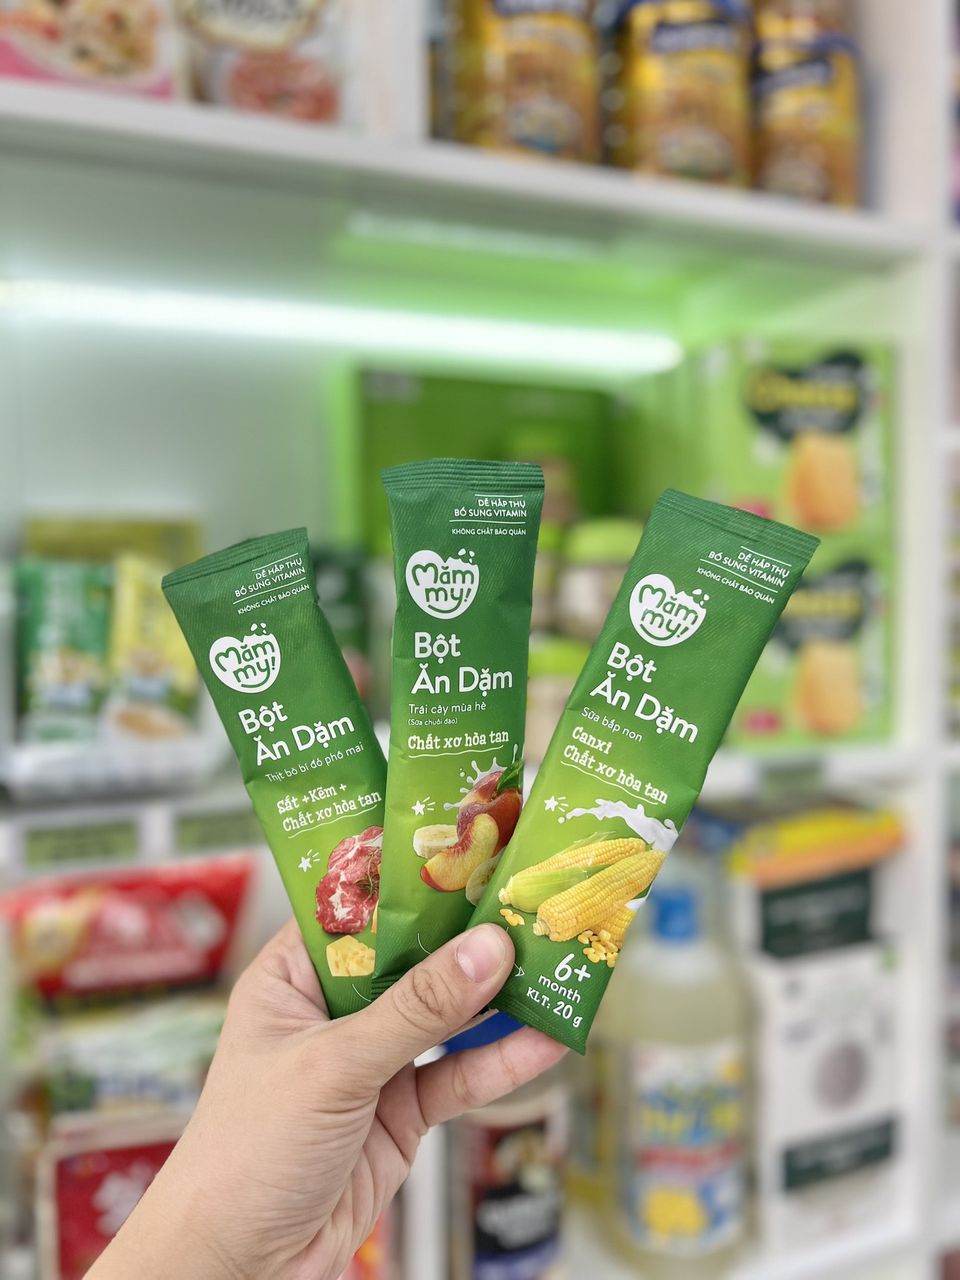 DỄ HẤP THỤ
BỔ SUNG VITAMIN
KHÔNG CHẤT BẢO QUẢN
Măm
my!
Bột
Ăn Dặm
Thịt bò bí đỏ phô mai
Sắt + Kẽm +
Chất xơ hòa tan
DỄ HẤP THỤ
BỔ SUNG VITAMIN
KHÔNG CHẤT BẢO QUẢN
Măm
my!
Bột
Ăn Dặm
Trái cây mùa hè
(Sữa chuối đào)
Chất xơ hòa tan
DỄ HẤP THỤ
BỔ SUNG VITAMIN
KHÔNG CHẤT BẢO QUẢN
Măm
my!
Bột
Ăn Dặm
Sữa bắp non
Canxi
Chất xơ hòa tan
6+
month
KLT: 20 g